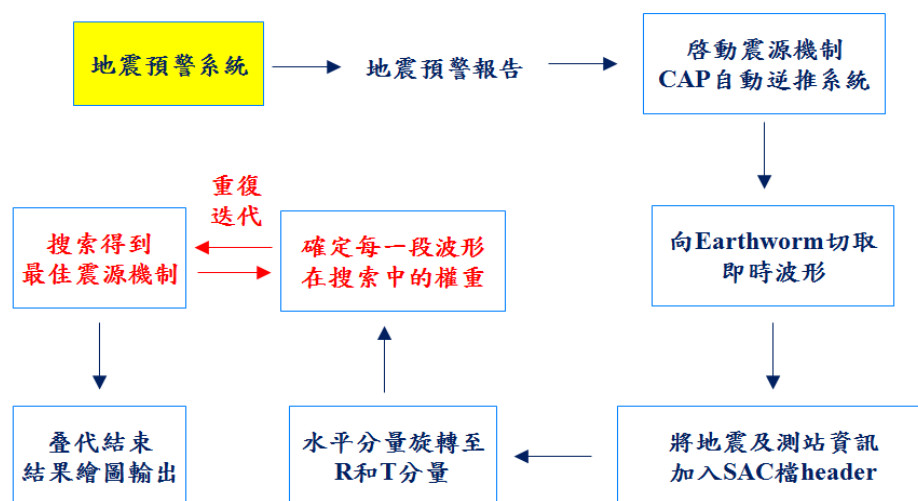 地震預警系統
地震預警報告
啓動震源機制
CAP自動逆推系統
向Earthworm切取
即時波形
將地震及測站資訊
加入SAC檔header
水平分量旋轉至
R和T分量
確定每一段波形
在搜索中的權重
重復
迭代
搜索得到
最佳震源機制
叠代結束
結果繪圖輸出